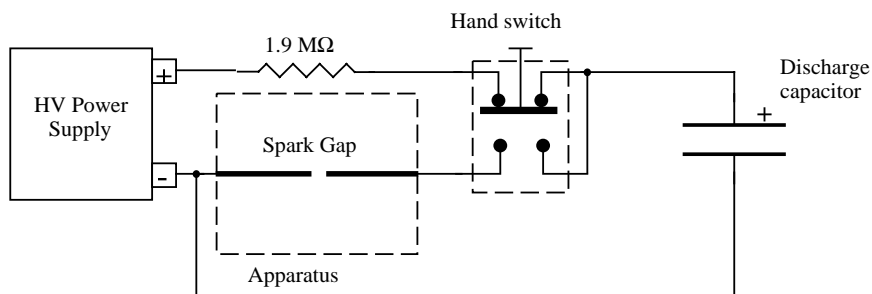 Hand switch
1.9 MΩ
+
HV Power
Supply
Discharge
capacitor
+
Spark Gap
-
Apparatus